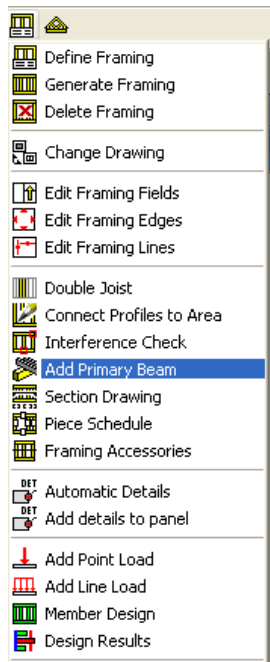 Define Framing
Generate Framing
Delete Framing
Change Drawing
Edit Framing Fields
Edit Framing Edges
Edit Framing Lines
Double Joist
Connect Profiles to Area
Interference Check
Add Primary Beam
Section Drawing
Piece Schedule
Framing Accessories
DET
Automatic Details
DET
Add details to panel
Add Point Load
Add Line Load
Member Design
Design Results